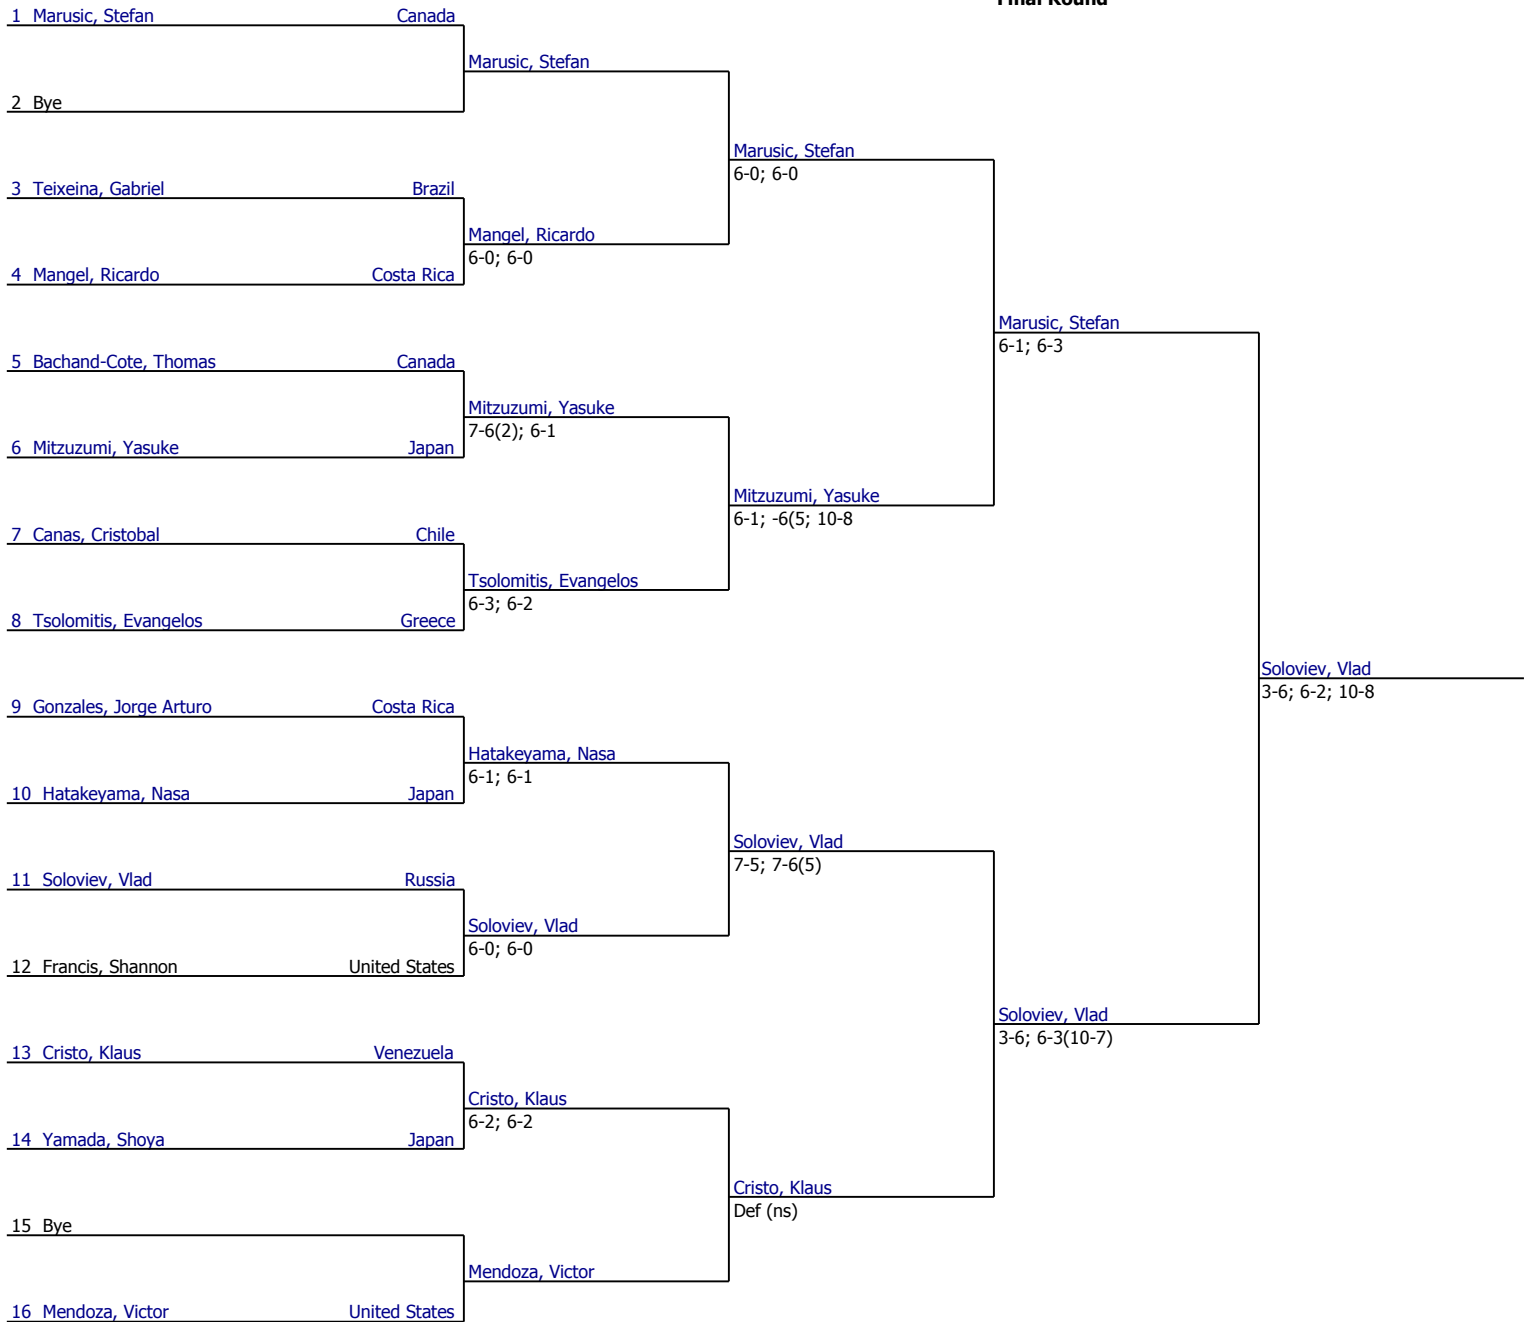 Final Round
1 Marusic, Stefan Canada
Marusic, Stefan
2 Bye
Marusic, Stefan
6-0; 6-0
3 Teixeina, Gabriel Brazil
Mangel, Ricardo
6-0; 6-0
4 Mangel, Ricardo Costa Rica
Marusic, Stefan
6-1; 6-3
5 Bachand-Cote, Thomas Canada
Mitzuzumi, Yasuke
7-6(2); 6-1
6 Mitzuzumi, Yasuke Japan
Mitzuzumi, Yasuke
6-1; -6(5; 10-8
7 Canas, Cristobal Chile
Tsolomitis, Evangelos
6-3; 6-2
8 Tsolomitis, Evangelos Greece
Soloviev, Vlad
3-6; 6-2; 10-8
9 Gonzales, Jorge Arturo Costa Rica
Hatakeyama, Nasa
6-1; 6-1
10 Hatakeyama, Nasa Japan
Soloviev, Vlad
7-5; 7-6(5)
11 Soloviev, Vlad Russia
Soloviev, Vlad
6-0; 6-0
12 Francis, Shannon United States
Soloviev, Vlad
3-6; 6-3(10-7)
13 Cristo, Klaus Venezuela
Cristo, Klaus
6-2; 6-2
14 Yamada, Shoya Japan
Cristo, Klaus
Def (ns)
15 Bye
Mendoza, Victor
16 Mendoza, Victor United States